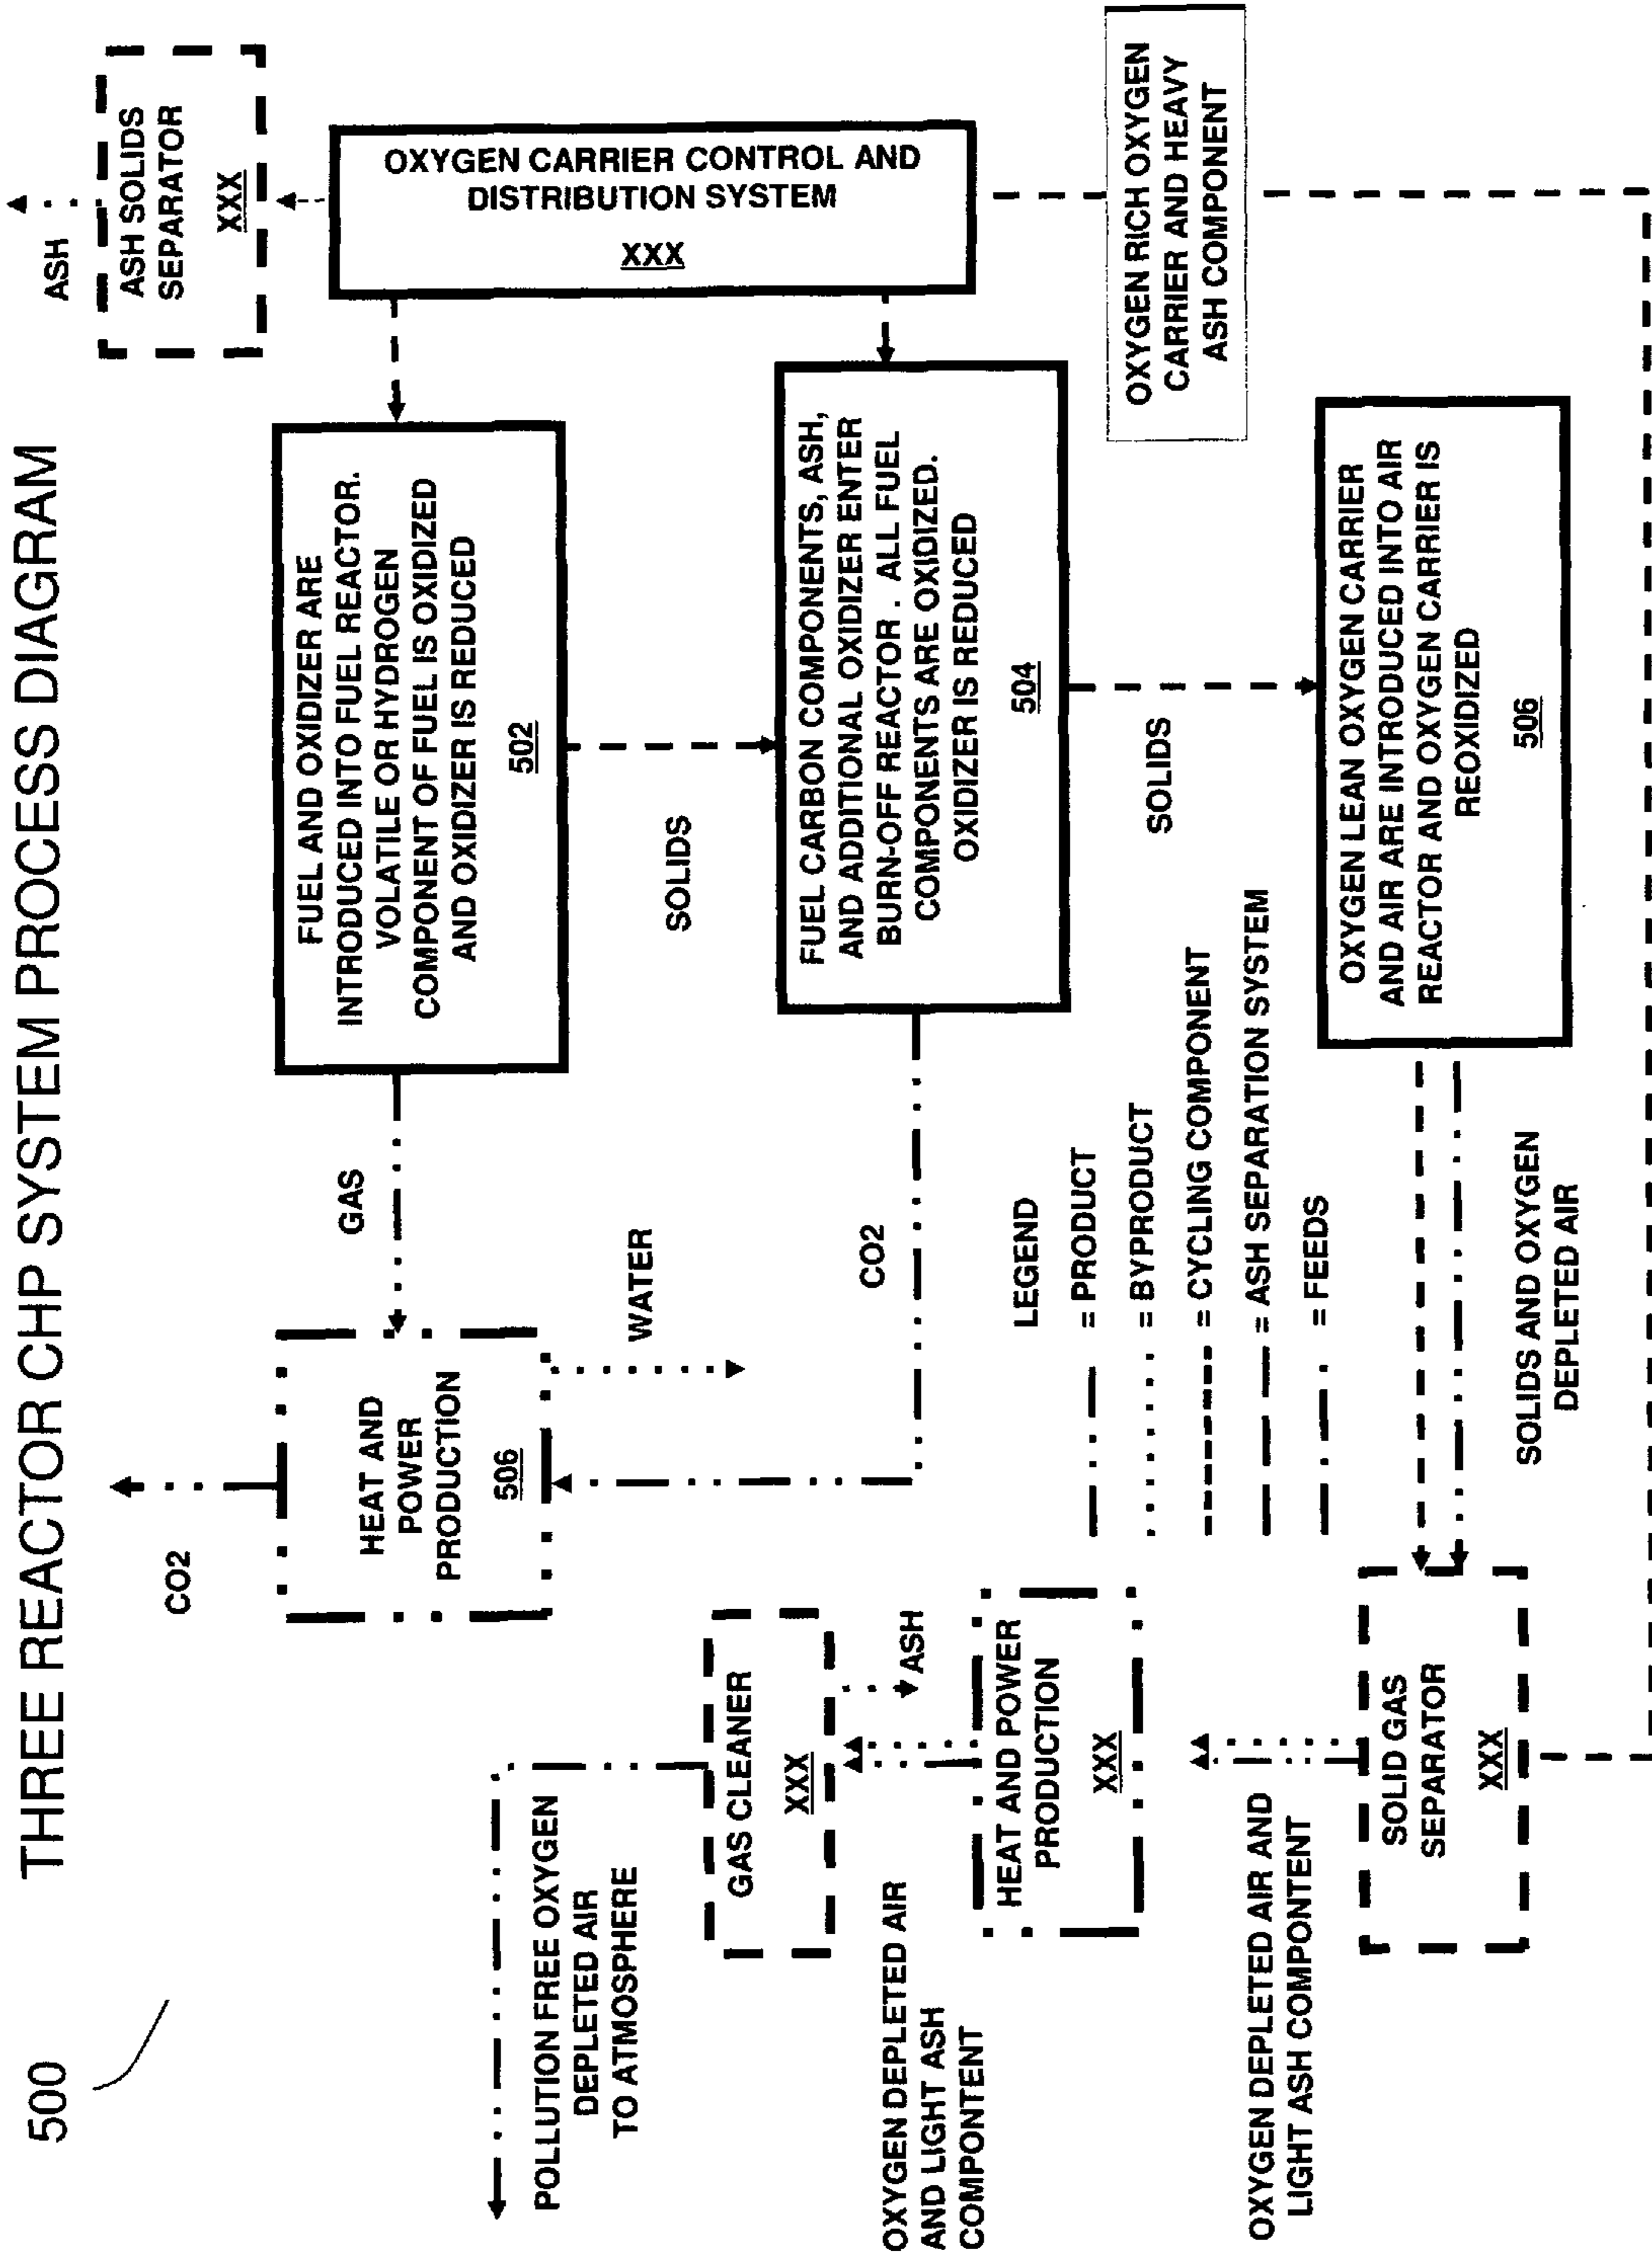 500
THREE REACTOR CHP SYSTEM PROCESS DIAGRAM
CO2
HEAT AND
POWER
PRODUCTION
506
WATER
GAS
FUEL AND OXIDIZER ARE
INTRODUCED INTO FUEL REACTOR.
VOLATILE OR HYDROGEN
COMPONENT OF FUEL IS OXIDIZED
AND OXIDIZER IS REDUCED
502
ASH
ASH SOLIDS
SEPARATOR
XXX
OXYGEN CARRIER CONTROL AND
DISTRIBUTION SYSTEM
XXX
SOLIDS
POLLUTION FREE OXYGEN
DEPLETED AIR
TO ATMOSPHERE
GAS CLEANER
XXX
ASH
CO2
FUEL CARBON COMPONENTS, ASH,
AND ADDITIONAL OXIDIZER ENTER
BURN-OFF REACTOR . ALL FUEL
COMPONENTS ARE OXIDIZED.
OXIDIZER IS REDUCED
504
OXYGEN DEPLETED AIR
AND LIGHT ASH
COMPONTENT
HEAT AND POWER
PRODUCTION
XXX
LEGEND
= PRODUCT
= BYPRODUCT
= CYCLING COMPONENT
= ASH SEPARATION SYSTEM
= FEEDS
SOLIDS
OXYGEN RICH OXYGEN
CARRIER AND HEAVY
ASH COMPONENT
OXYGEN DEPLETED AIR AND
LIGHT ASH COMPONTENT
SOLID GAS
SEPARATOR
XXX
SOLIDS AND OXYGEN
DEPLETED AIR
OXYGEN LEAN OXYGEN CARRIER
AND AIR ARE INTRODUCED INTO AIR
REACTOR AND OXYGEN CARRIER IS
REOXIDIZED
506